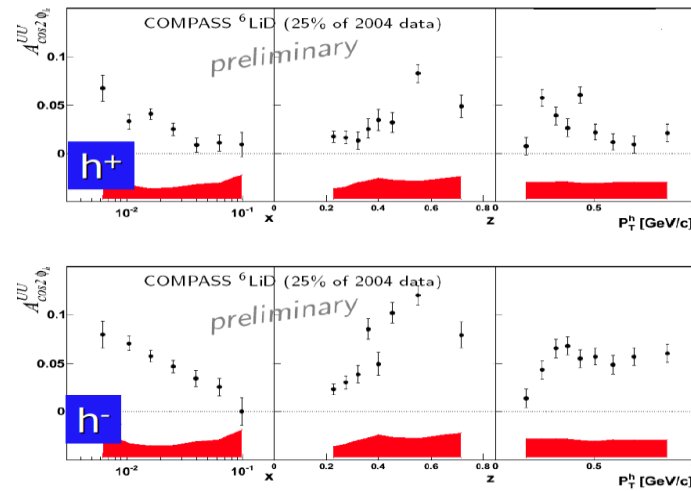 COMPASS ⁶LiD (25% of 2004 data)
A^{UU}_{cos2ϕ_h}
preliminary
0.1
0.05
0
h⁺
10⁻² 10⁻¹ 0 0.2 0.4 0.6 0.8 0.5
x z P_T^h [GeV/c]
COMPASS ⁶LiD (25% of 2004 data)
A^{UU}_{cos2ϕ_h}
preliminary
0.1
0.05
0
h⁻
10⁻² 10⁻¹ 0 0.2 0.4 0.6 0.8 0.5
x z P_T^h [GeV/c]